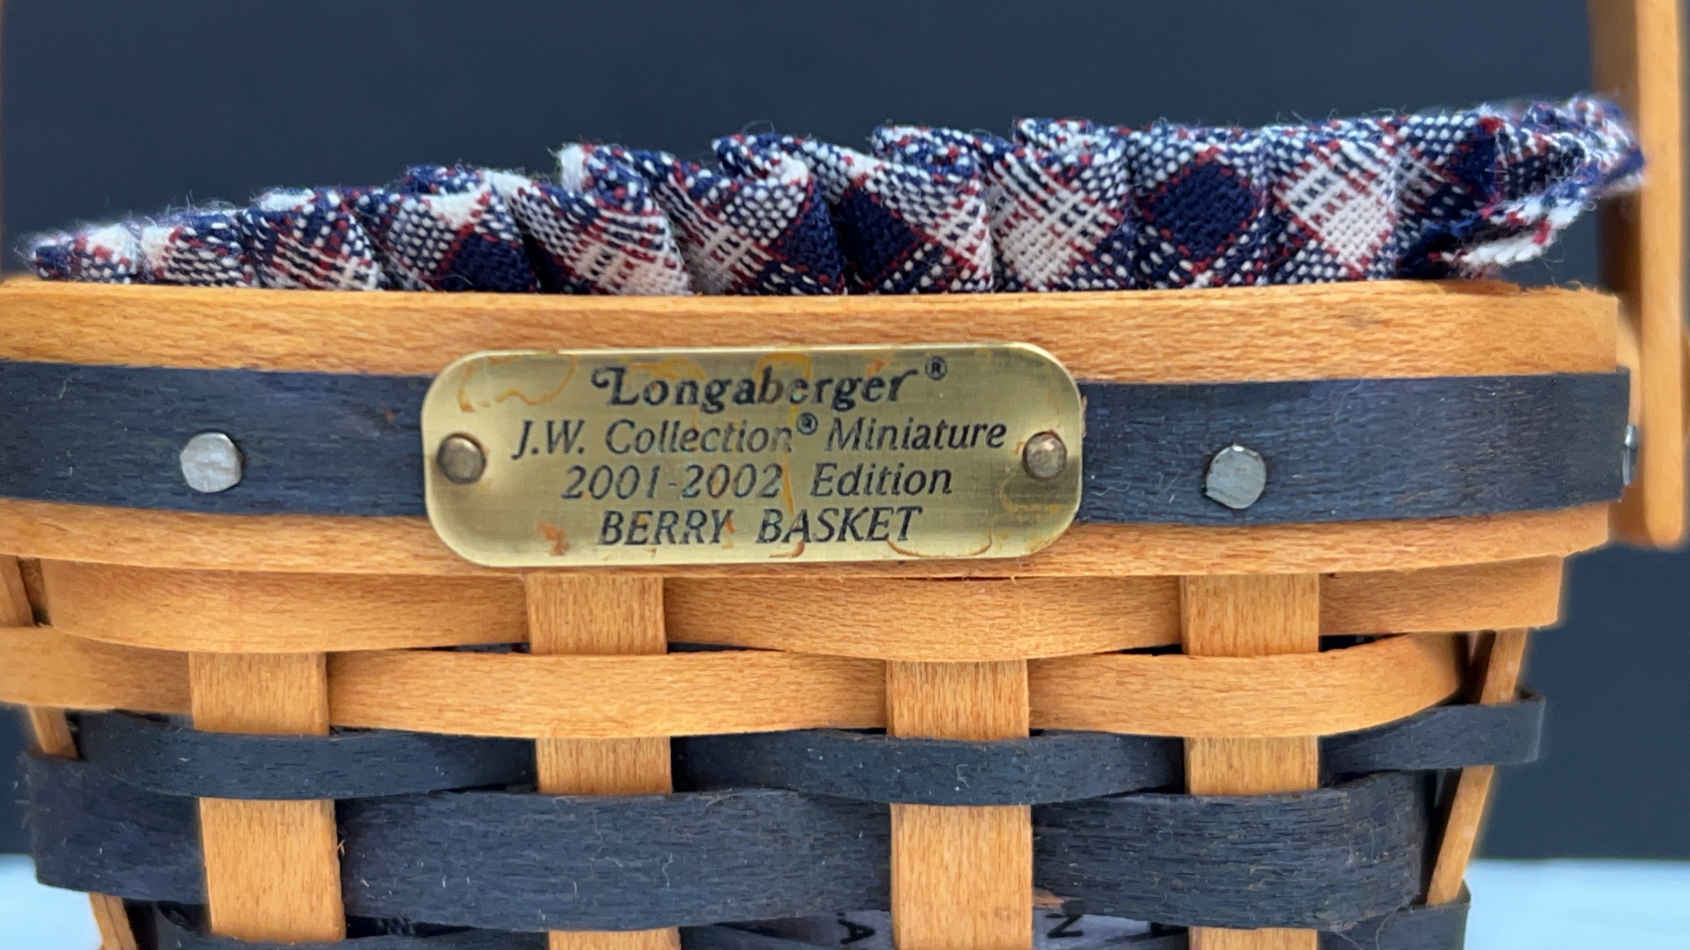 Longaberger®
J.W. Collection® Miniature
2001-2002 Edition
BERRY BASKET
A N